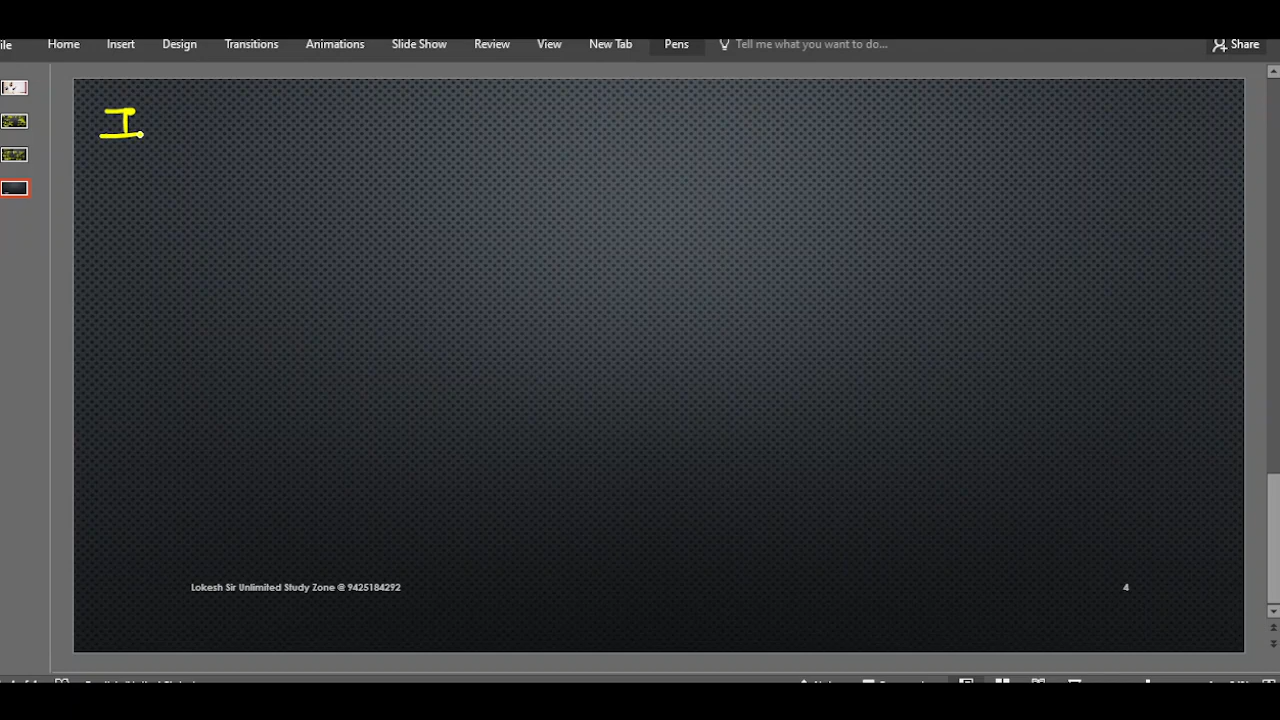 Home Insert Design Transitions Animations Slide Show Review View New Tab Pens Tell me what you want to do... Share
I
Lokesh Sir Unlimited Study Zone @ 9425184292 4